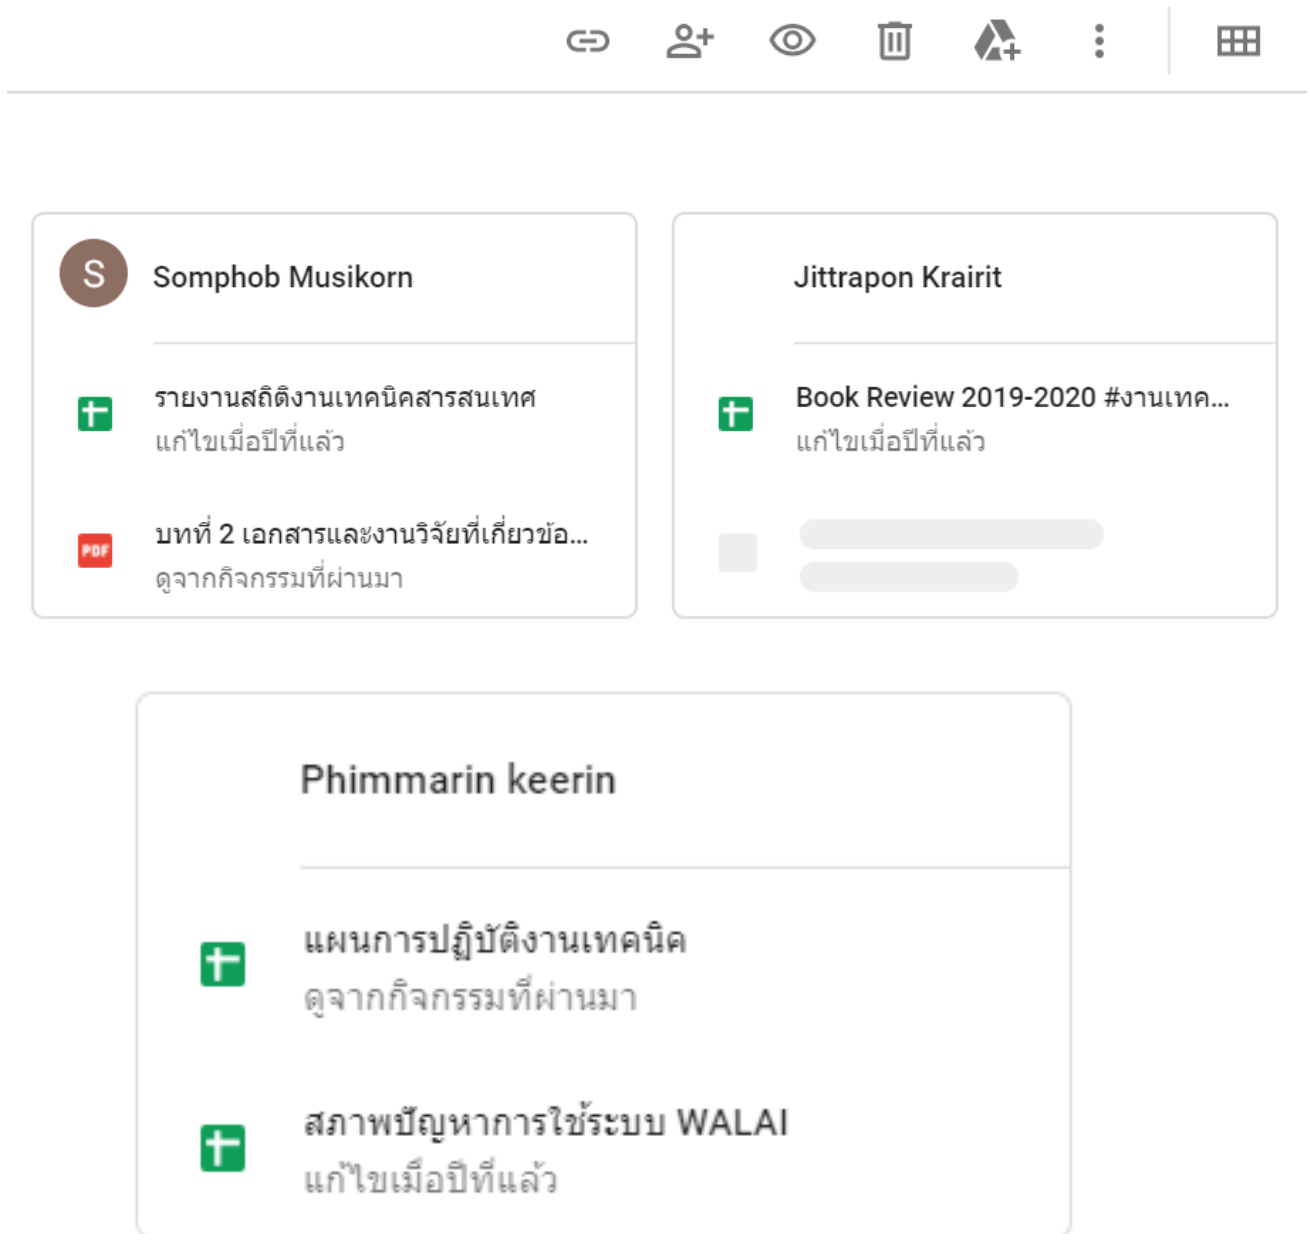 S
Somphob Musikorn
รายงานสถิติงานเทคนิคสารสนเทศ
แก้ไขเมื่อปีที่แล้ว
PDF
บทที่ 2 เอกสารและงานวิจัยที่เกี่ยวข้อ...
ดูจากกิจกรรมที่ผ่านมา
Jittrapon Krairit
Book Review 2019-2020 #งานเทค...
แก้ไขเมื่อปีที่แล้ว
Phimmarin keerin
แผนการปฏิบัติงานเทคนิค
ดูจากกิจกรรมที่ผ่านมา
สภาพปัญหาการใช้ระบบ WALAI
แก้ไขเมื่อปีที่แล้ว